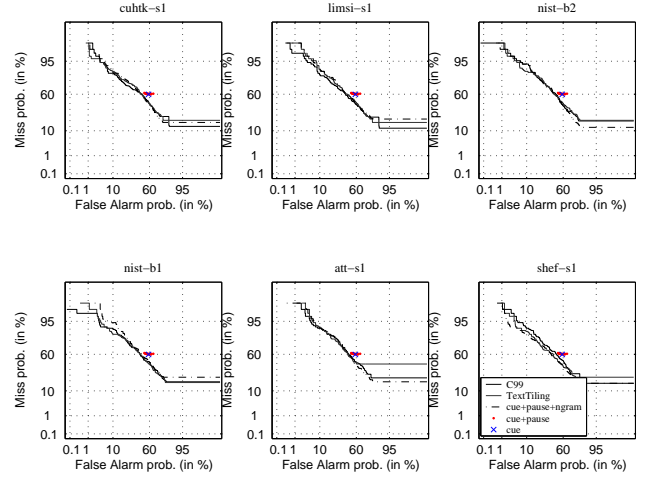 cuhtk−s1
95
60
10
1
0.1
Miss prob. (in %)
0.1 1 10 60 95
False Alarm prob. (in %)
limsi−s1
95
60
10
1
0.1
Miss prob. (in %)
0.1 1 10 60 95
False Alarm prob. (in %)
nist−b2
95
60
10
1
0.1
Miss prob. (in %)
0.1 1 10 60 95
False Alarm prob. (in %)
nist−b1
95
60
10
1
0.1
Miss prob. (in %)
0.1 1 10 60 95
False Alarm prob. (in %)
att−s1
95
60
10
1
0.1
Miss prob. (in %)
0.1 1 10 60 95
False Alarm prob. (in %)
shef−s1
95
60
10
1
0.1
Miss prob. (in %)
0.1 1 10 60 95
False Alarm prob. (in %)
C99
TextTiling
cue+pause+ngram
cue+pause
cue